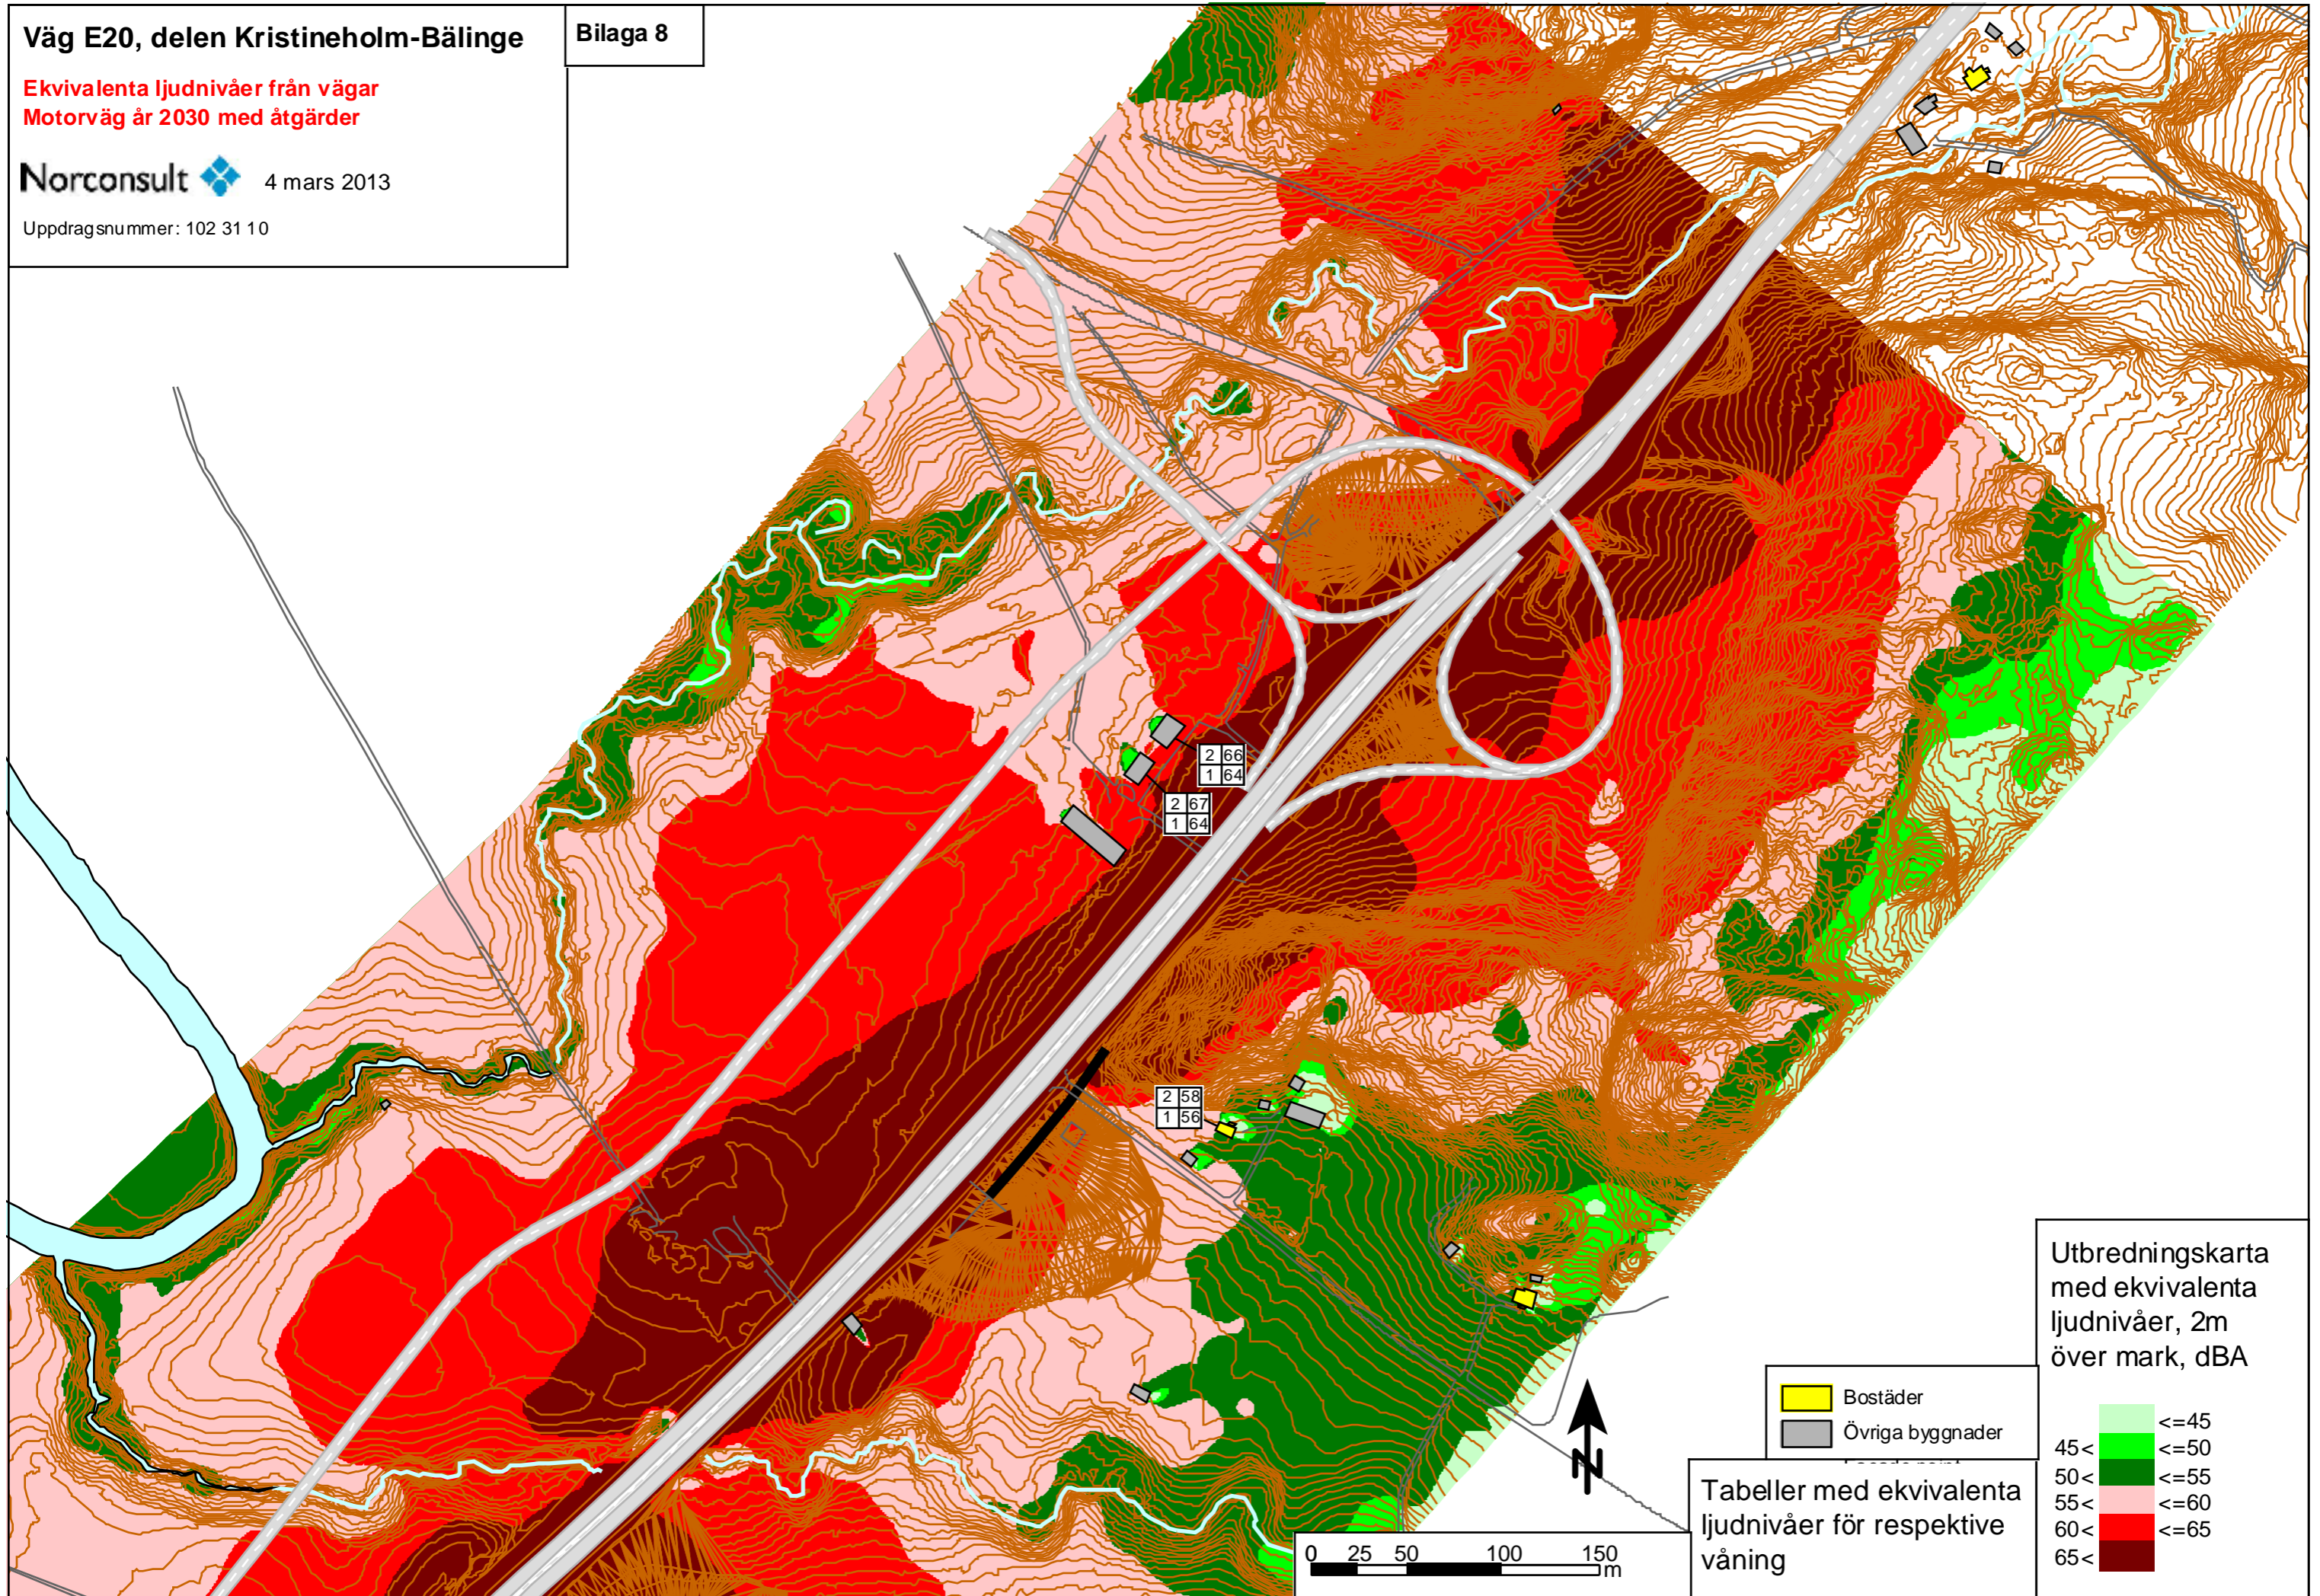 Väg E20, delen Kristineholm-Bälinge
Bilaga 8
Ekvivalenta ljudnivåer från vägar
Motorväg år 2030 med åtgärder
Norconsult
4 mars 2013
Uppdragsnummer: 102 31 10
2 66
1 64
2 67
1 64
2 58
1 56
N
Bostäder
Övriga byggnader
Tabeller med ekvivalenta
ljudnivåer för respektive
våning
0 25 50 100 150
m
Utbredningskarta
med ekvivalenta
ljudnivåer, 2m
över mark, dBA
<=45
45< <=50
50< <=55
55< <=60
60< <=65
65<